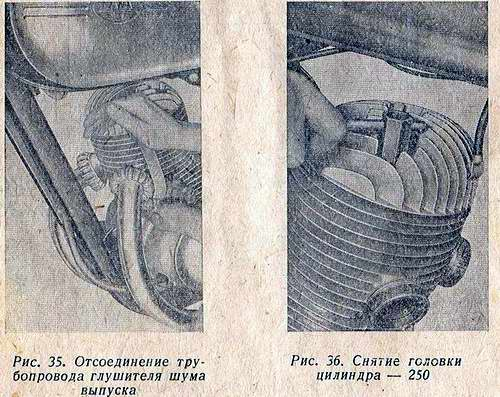 Рис. 35. Отсоединение тру-
бопровода глушителя шума
выпуска
Рис. 36. Снятие головки
цилиндра — 250